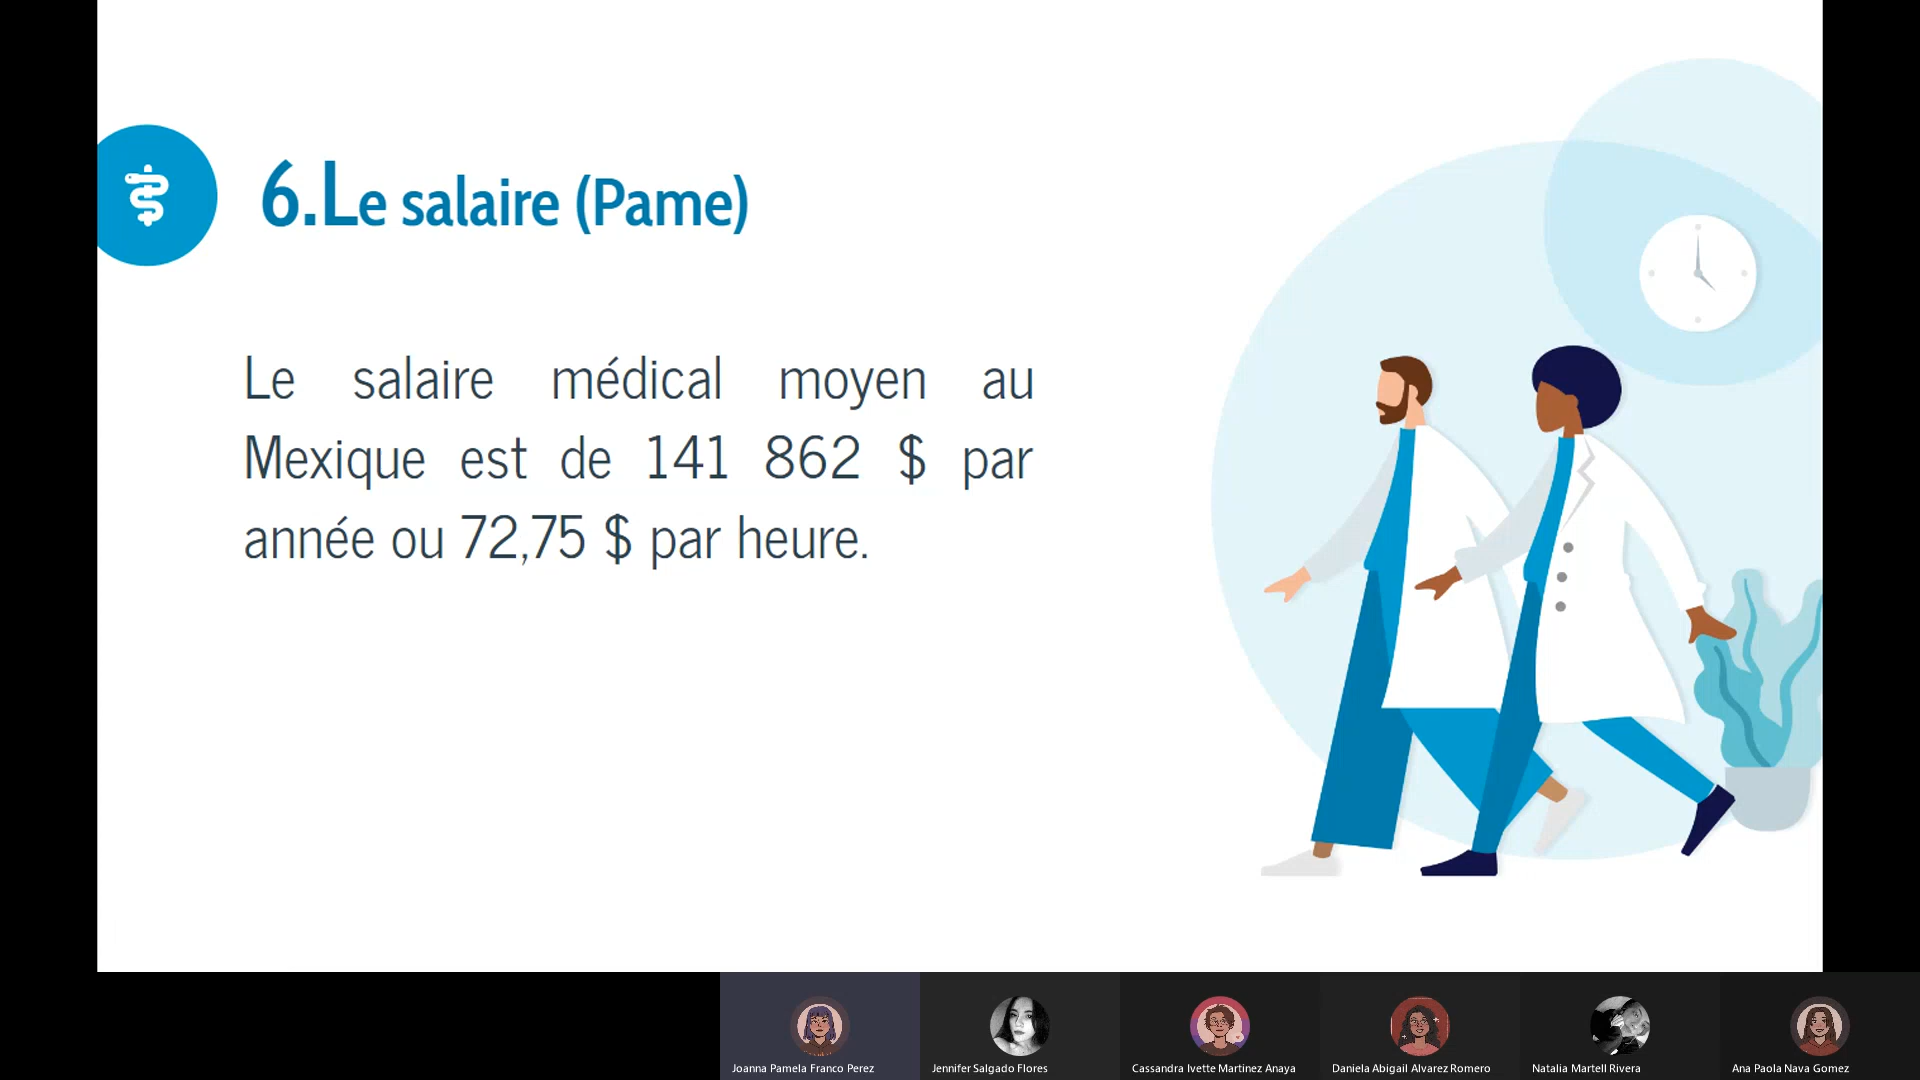 6.Le salaire (Pame)
Le salaire médical moyen au
Mexique est de 141 862 $ par
année ou 72,75 $ par heure.
Joanna Pamela Franco Perez
Jennifer Salgado Flores
Cassandra Ivette Martinez Anaya
Daniela Abigail Alvarez Romero
Natalia Martell Rivera
Ana Paola Nava Gomez